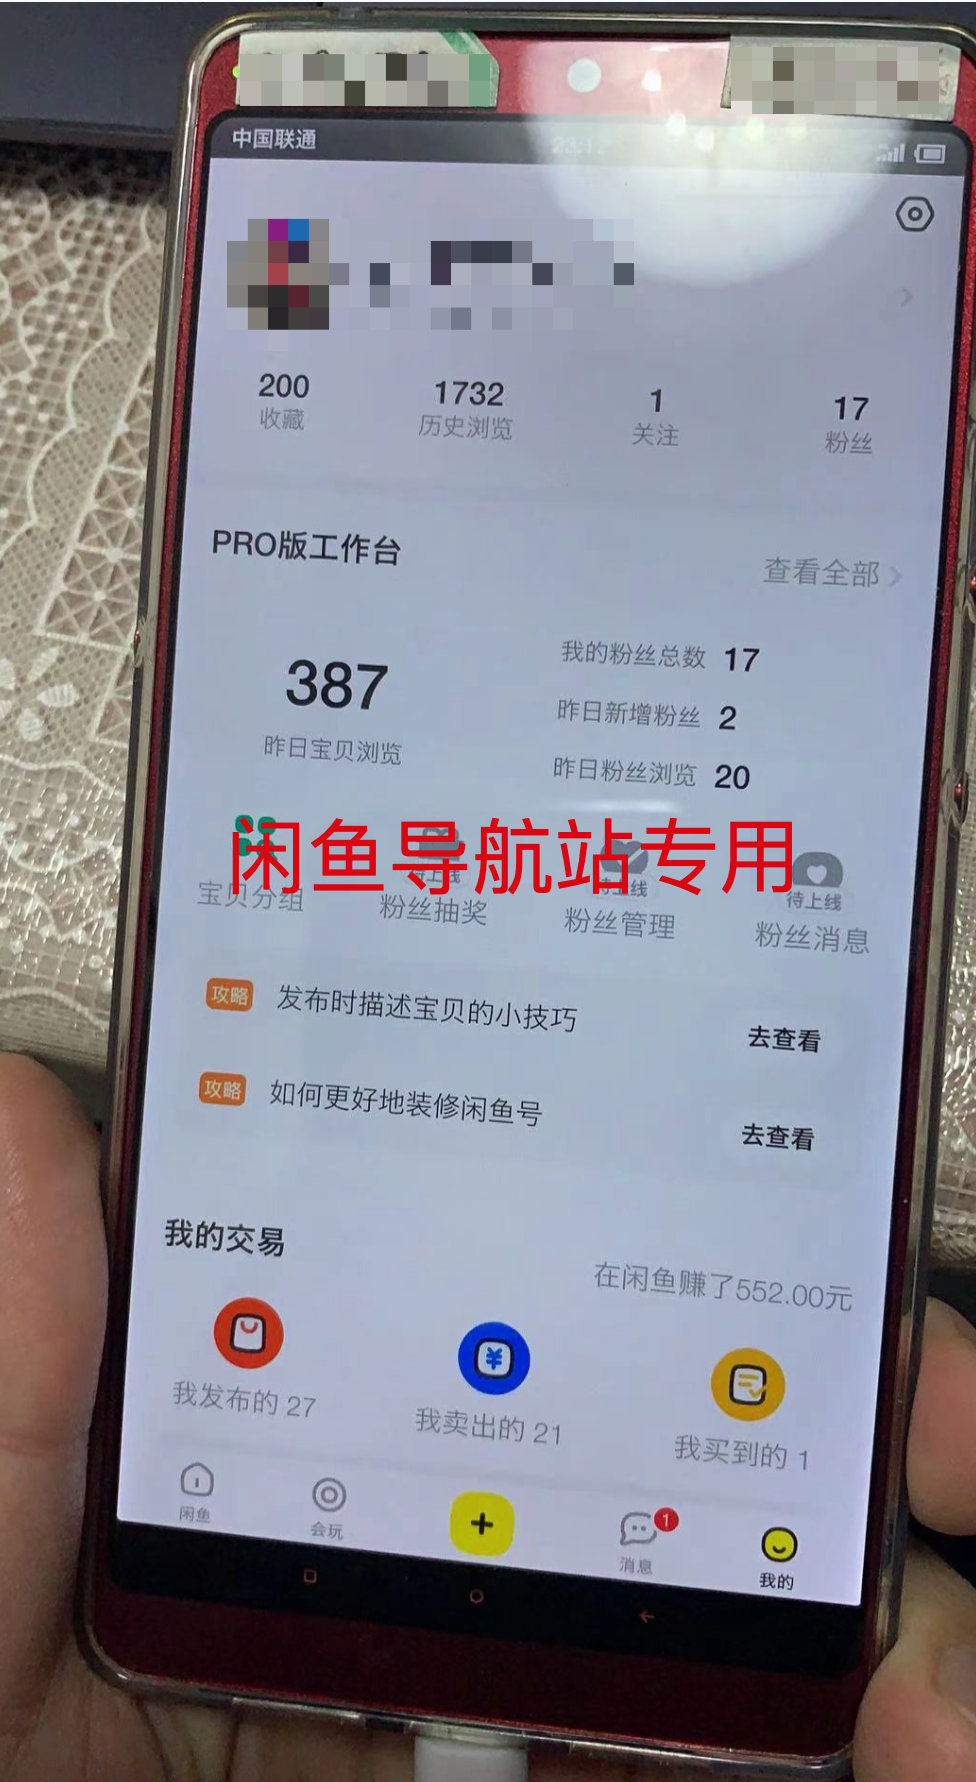 中国联通
200
收藏
1732
历史浏览
1
关注
17
粉丝
PRO版工作台
查看全部
387
昨日宝贝浏览
我的粉丝总数 17
昨日新增粉丝 2
昨日粉丝浏览 20
闲鱼导航站专用
宝贝分组
待上线
粉丝抽奖
待上线
粉丝管理
待上线
粉丝消息
攻略 发布时描述宝贝的小技巧
去查看
攻略 如何更好地装修闲鱼号
去查看
我的交易
在闲鱼赚了552.00元
我发布的 27
我卖出的 21
我买到的 1
闲鱼
会玩
1
消息
我的